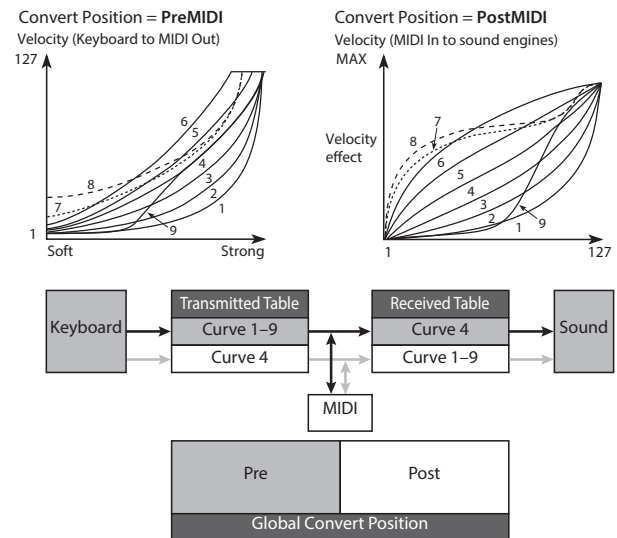 Convert Position = PreMIDI
Velocity (Keyboard to MIDI Out)
127
6
5
8
4
3
7
2
1
9
1
Soft
Strong
Convert Position = PostMIDI
Velocity (MIDI In to sound engines)
MAX
7
8
Velocity
effect
6
5
4
3
2
1
9
1
127
Keyboard
Transmitted Table
Curve 1–9
Curve 4
Received Table
Curve 4
Curve 1–9
Sound
MIDI
Pre
Post
Global Convert Position